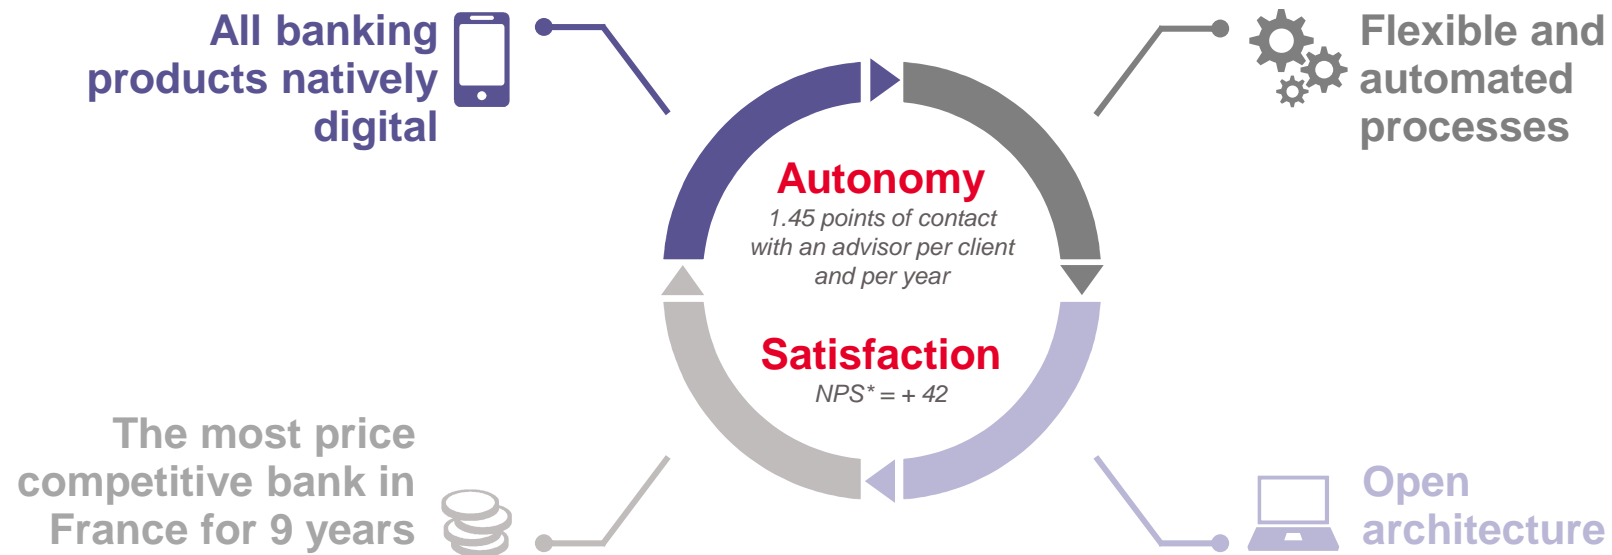 All banking
products natively
digital
Flexible and
automated
processes
Autonomy
1.45 points of contact
with an advisor per client
and per year
Satisfaction
NPS* = + 42
The most price
competitive bank in
France for 9 years
Open
architecture